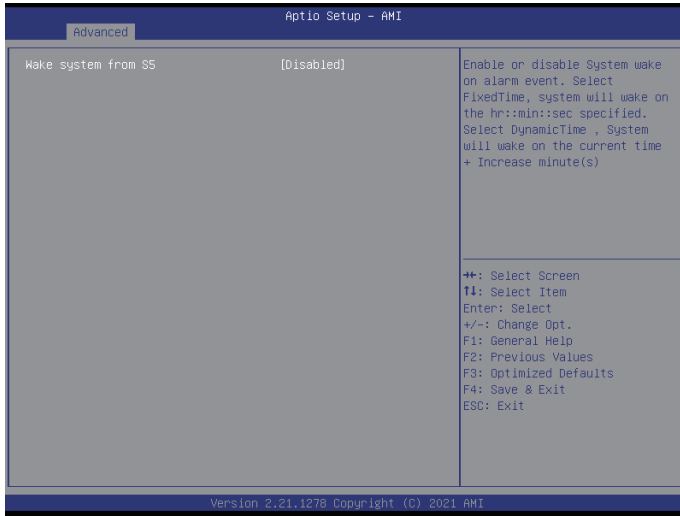 Aptio Setup – AMI
Advanced
Wake system from S5 [Disabled]
Enable or disable System wake
on alarm event. Select
FixedTime, system will wake on
the hr::min::sec specified.
Select DynamicTime , System
will wake on the current time
+ Increase minute(s)
→←: Select Screen
↑↓: Select Item
Enter: Select
+/-: Change Opt.
F1: General Help
F2: Previous Values
F3: Optimized Defaults
F4: Save & Exit
ESC: Exit
Version 2.21.1278 Copyright (C) 2021 AMI